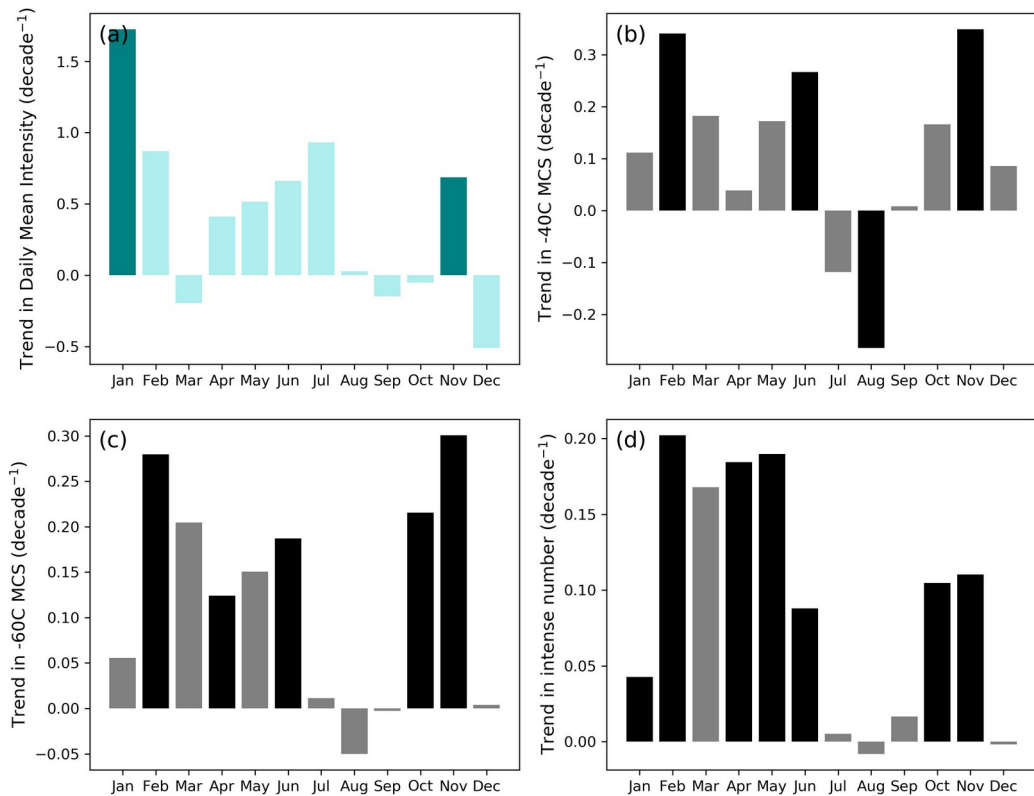 (a)
Trend in Daily Mean Intensity (decade⁻¹)
1.5
1.0
0.5
0.0
−0.5
Jan Feb Mar Apr May Jun Jul Aug Sep Oct Nov Dec
(b)
Trend in -40C MCS (decade⁻¹)
0.3
0.2
0.1
0.0
−0.1
−0.2
Jan Feb Mar Apr May Jun Jul Aug Sep Oct Nov Dec
(c)
Trend in -60C MCS (decade⁻¹)
0.30
0.25
0.20
0.15
0.10
0.05
0.00
−0.05
Jan Feb Mar Apr May Jun Jul Aug Sep Oct Nov Dec
(d)
Trend in intense number (decade⁻¹)
0.20
0.15
0.10
0.05
0.00
Jan Feb Mar Apr May Jun Jul Aug Sep Oct Nov Dec